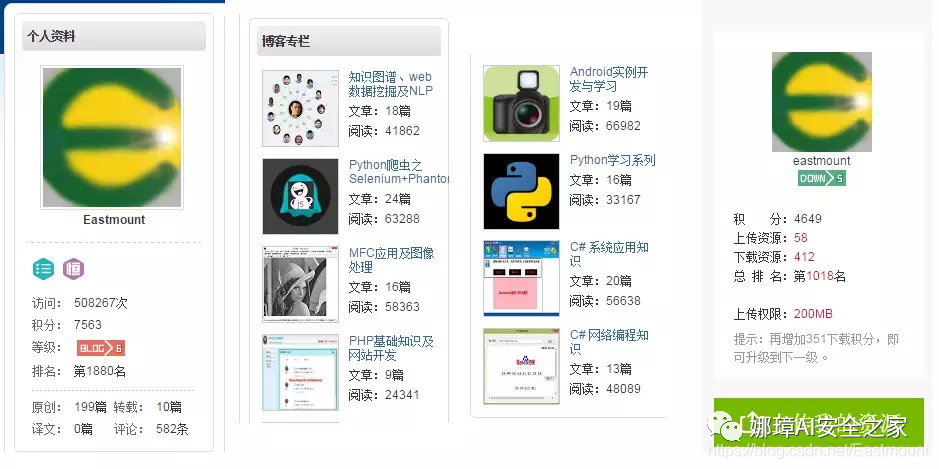 个人资料
Eastmount
访问： 508267次
积分： 7563
等级： BLOG 6
排名： 第1880名
原创： 199篇 转载： 10篇
译文： 0篇 评论： 582条
博客专栏
知识图谱、web
数据挖掘及NLP
文章：18篇
阅读：41862
Python爬虫之
Selenium+Phantom
文章：24篇
阅读：63288
MFC应用及图像
处理
文章：16篇
阅读：58363
PHP基础知识及
网站开发
文章：9篇
阅读：24341
Android实例开
发与学习
文章：19篇
阅读：66982
Python学习系列
文章：16篇
阅读：33167
C# 系统应用知
识
文章：20篇
阅读：56638
C# 网络编程知
识
文章：13篇
阅读：48089
eastmount
DOWN 5
积 分：4649
上传资源：58
下载资源：412
总 排 名：第1018名
上传权限：200MB
提示：再增加351下载积分，即
可升级到下一级。
的资源
娜璋AI安全之家
https://blog.csdn.net/Eastmount